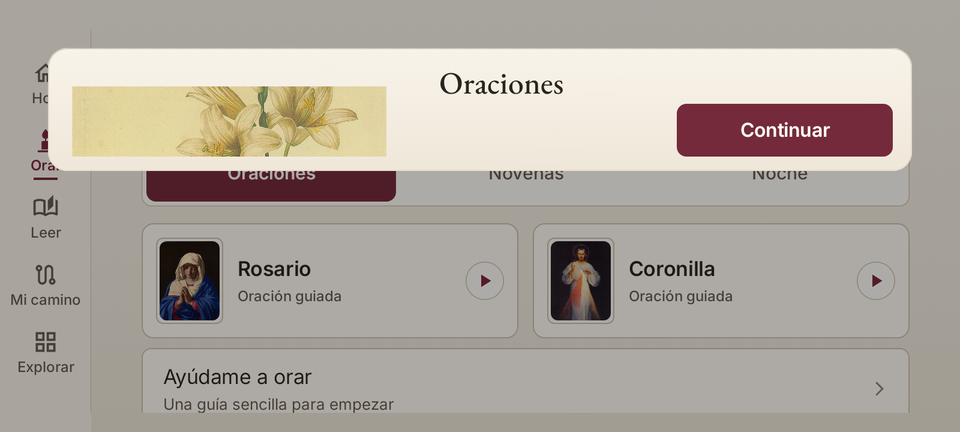 Oraciones
Continuar
Oraciones
Novenas
Noche
Leer
Mi camino
Explorar
Rosario
Oración guiada
Coronilla
Oración guiada
Ayúdame a orar
Una guía sencilla para empezar